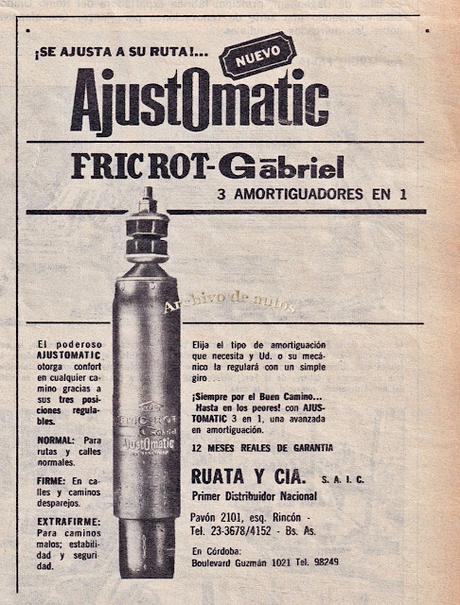 ¡SE AJUSTA A SU RUTA!...
NUEVO
AjustOmatic
FRIC ROT-Gabriel
3 AMORTIGUADORES EN 1
Archivo de autos
El poderoso
AJUSTOMATIC
otorga confort
en cualquier ca-
mino gracias a
sus tres posi-
ciones regula-
bles.
NORMAL: Para
rutas y calles
normales.
FIRME: En ca-
lles y caminos
desparejos.
EXTRAFIRME:
Para caminos
malos; estabili-
dad y seguri-
dad.
FRIC ROT
Gabriel
AjustOmatic
Elija el tipo de amortiguación
que necesita y Ud. o su mecá-
nico la regulará con un simple
giro...
¡Siempre por el Buen Camino...
Hasta en los peores! con AJUS-
TOMATIC 3 en 1, una avanzada
en amortiguación.
12 MESES REALES DE GARANTIA
RUATA Y CIA. S. A. I. C.
Primer Distribuidor Nacional
Pavón 2101, esq. Rincón -
Tel. 23-3678/4152 - Bs. As.
En Córdoba:
Boulevard Guzmán 1021 Tel. 98249